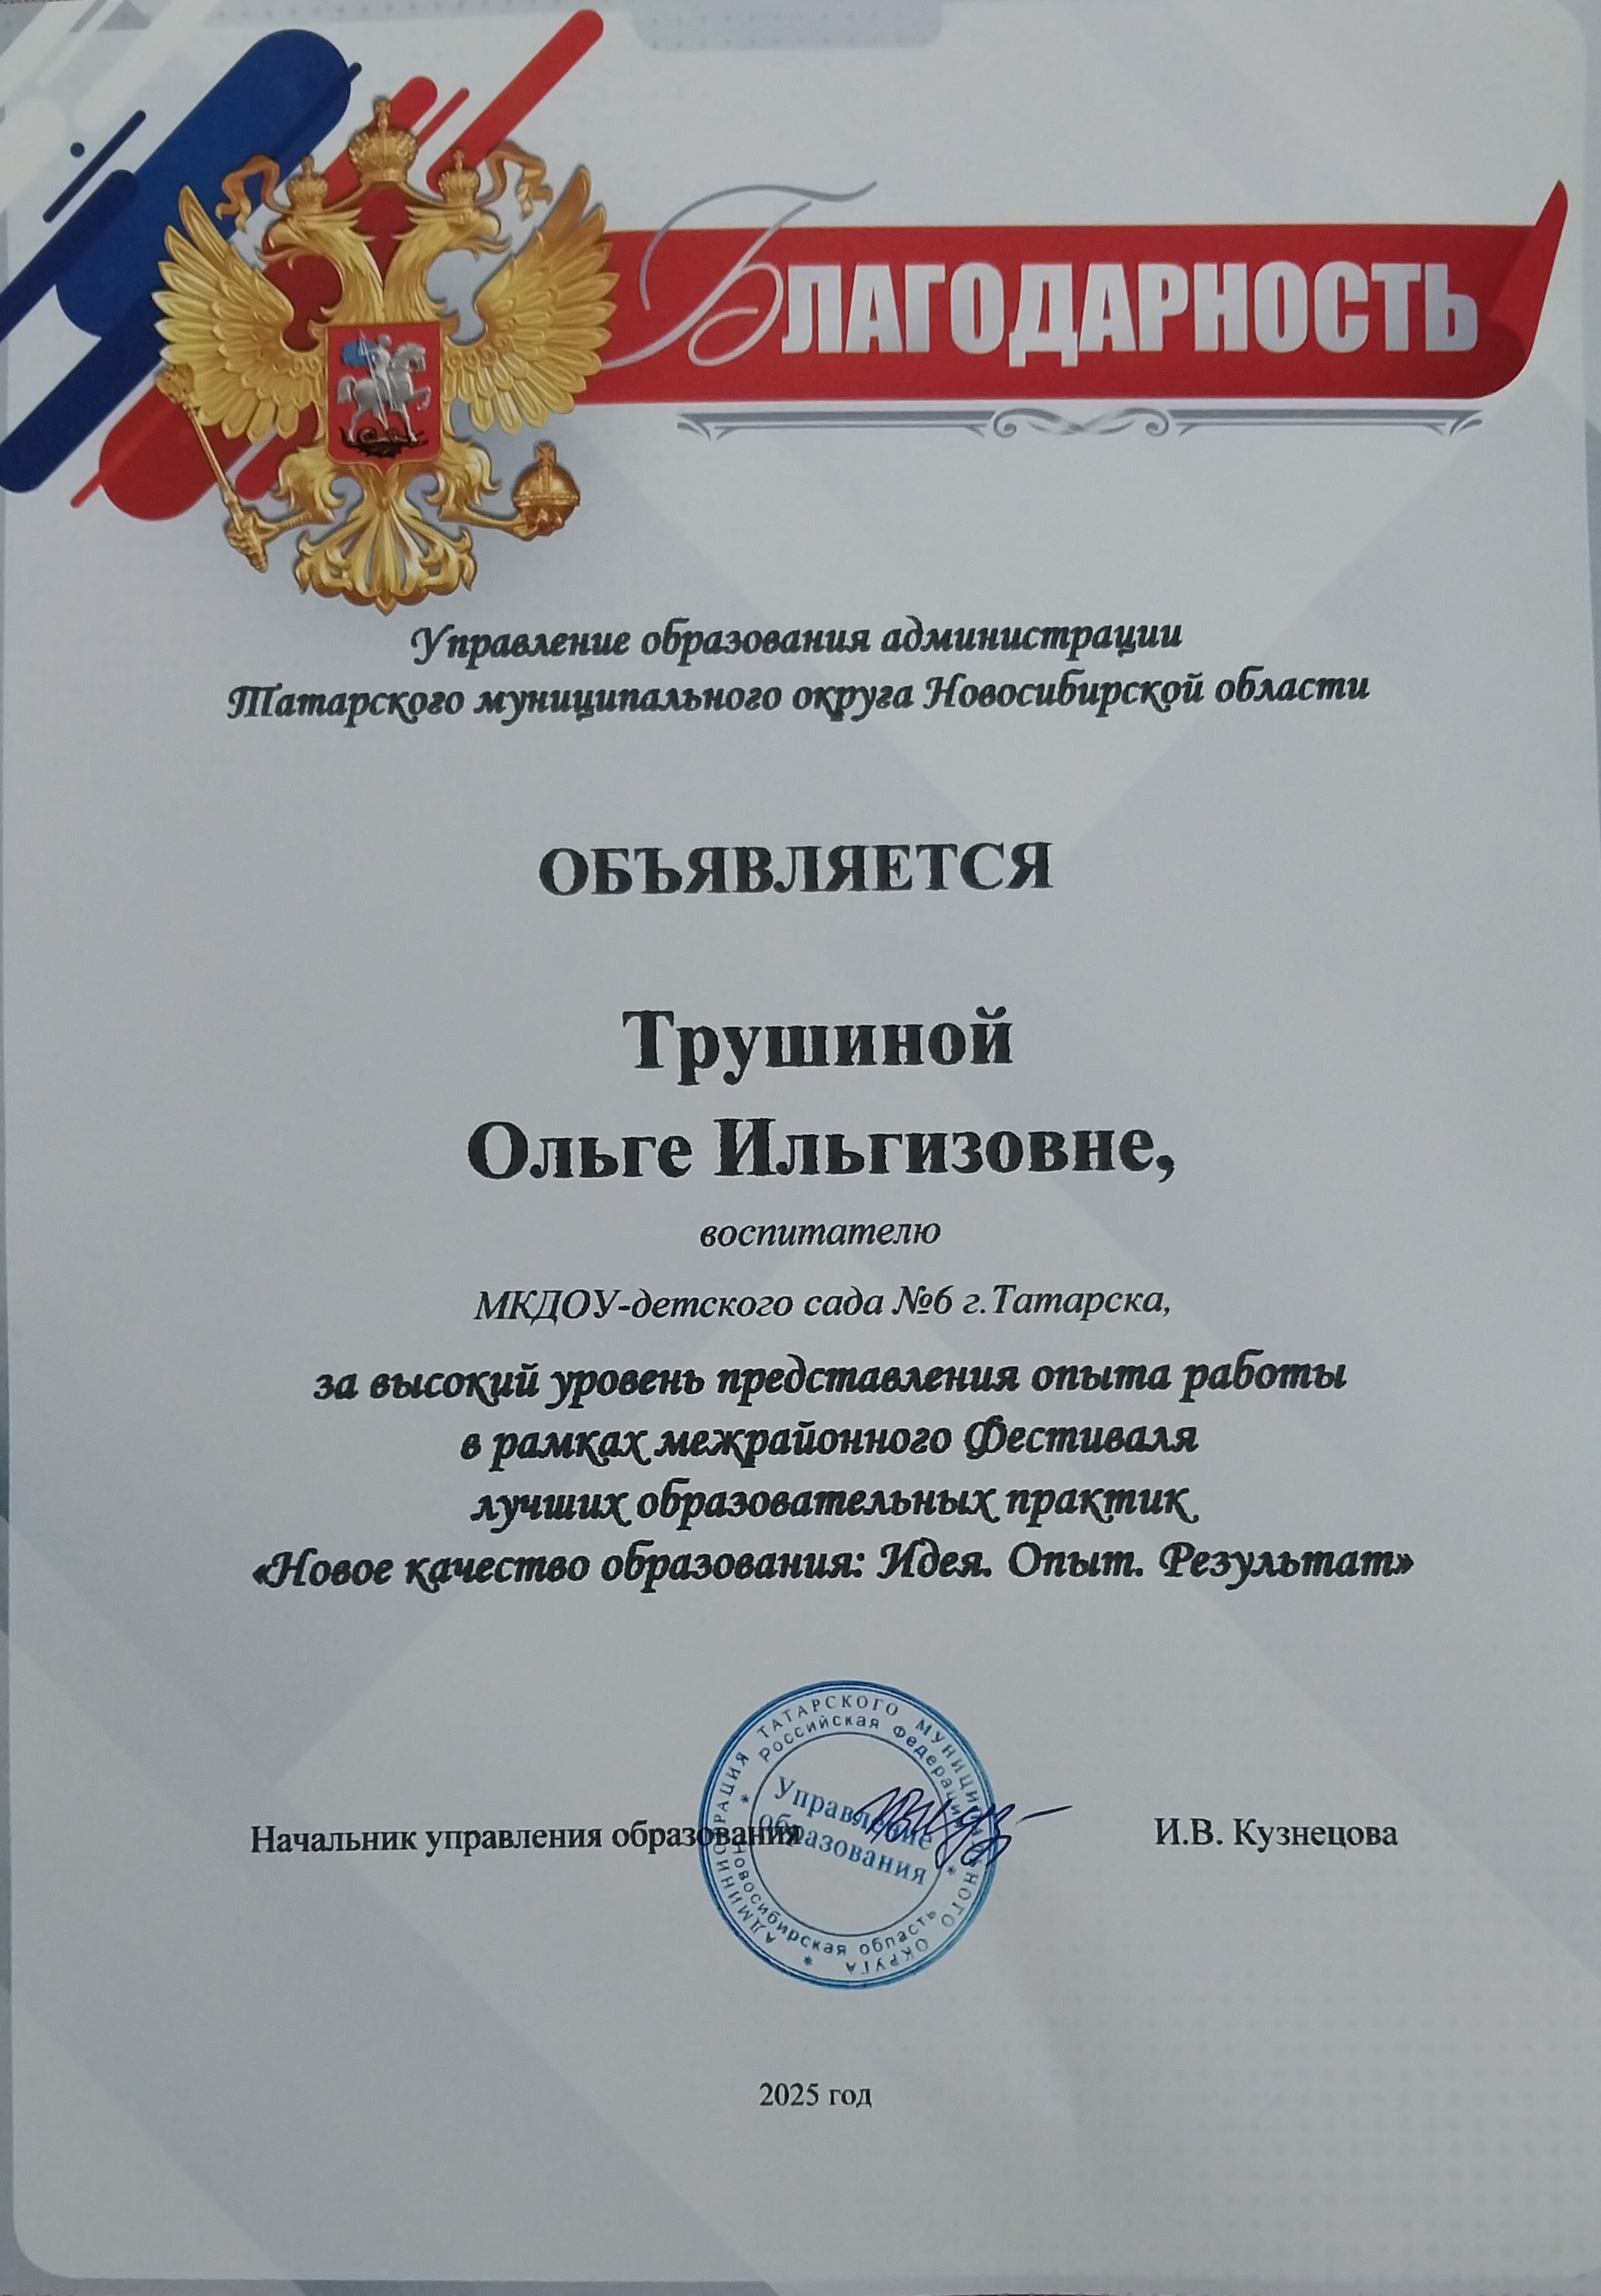 Благодарность
Управление образования администрации
Татарского муниципального округа Новосибирской области
ОБЪЯВЛЯЕТСЯ
Трушиной
Ольге Ильгизовне,
воспитателю
МКДОУ-детского сада №6 г.Татарска,
за высокий уровень представления опыта работы
в рамках межрайонного Фестиваля
лучших образовательных практик
«Новое качество образования: Идея. Опыт. Результат»
Начальник управления образования
И.В. Кузнецова
АДМИНИСТРАЦИЯ ТАТАРСКОГО МУНИЦИПАЛЬНОГО ОКРУГА
Российская Федерация
Новосибирская область
Управление
образования
2025 год